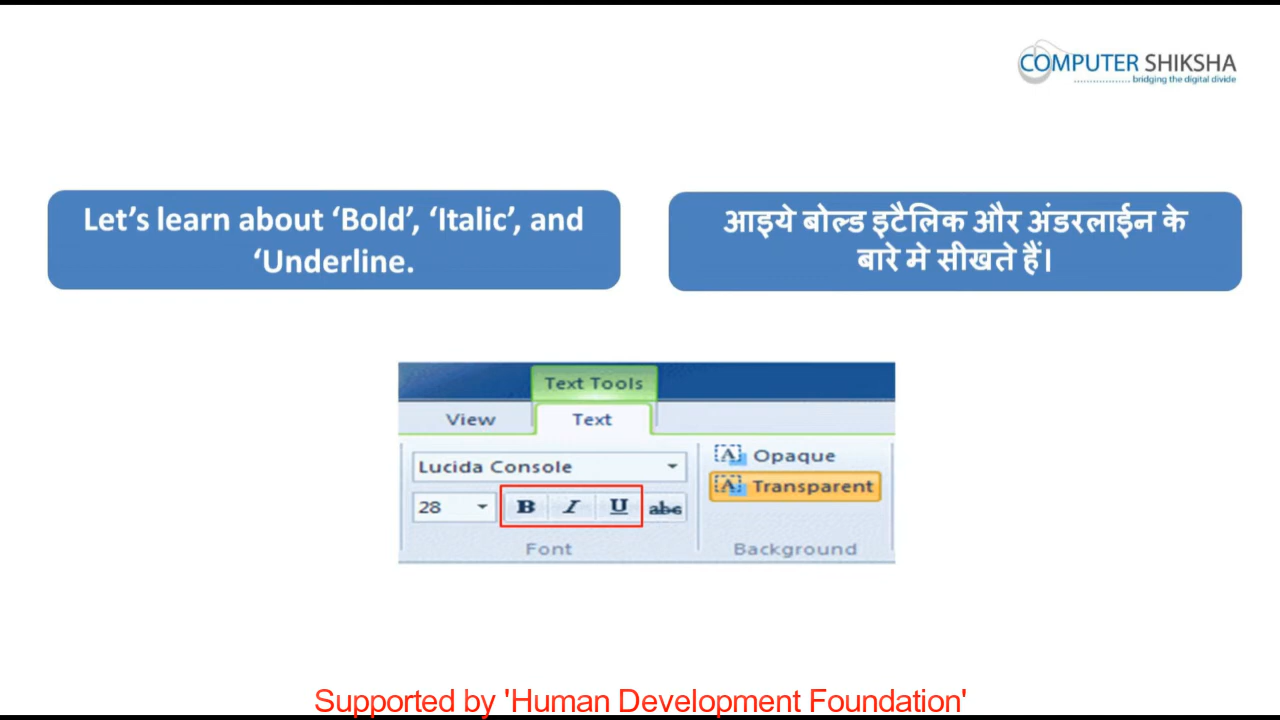 COMPUTER SHIKSHA
bridging the digital divide
Let’s learn about ‘Bold’, ‘Italic’, and
‘Underline.
आइये बोल्ड इटैलिक और अंडरलाईन के
बारे मे सीखते हैं।
Text Tools
View Text
Lucida Console
28 B I U abc
Font
Opaque
Transparent
Background
Supported by 'Human Development Foundation'